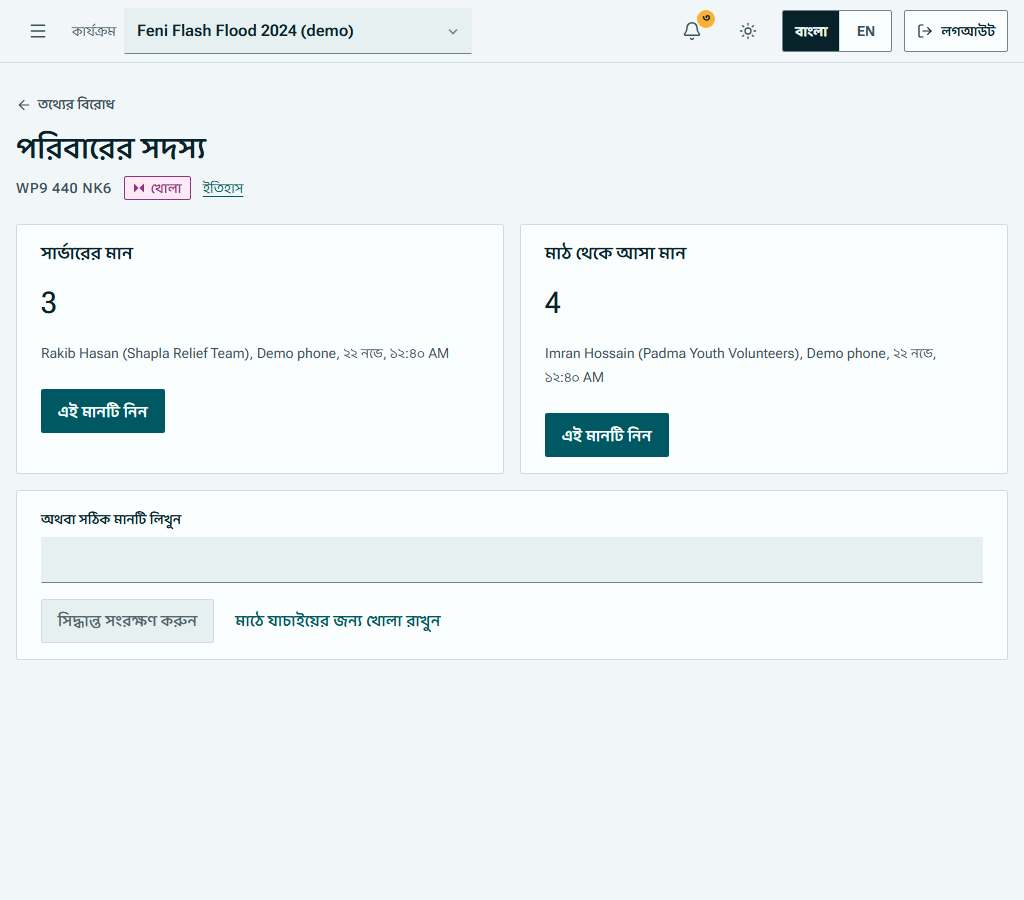 কার্যক্রম
Feni Flash Flood 2024 (demo)
৩
বাংলা
EN
লগআউট
তথ্যের বিরোধ
পরিবারের সদস্য
WP9 440 NK6
খোলা
ইতিহাস
সার্ভারের মান
3
Rakib Hasan (Shapla Relief Team), Demo phone, ২২ নভে, ১২:৪০ AM
এই মানটি নিন
মাঠ থেকে আসা মান
4
Imran Hossain (Padma Youth Volunteers), Demo phone, ২২ নভে,
১২:৪০ AM
এই মানটি নিন
অথবা সঠিক মানটি লিখুন
সিদ্ধান্ত সংরক্ষণ করুন
মাঠে যাচাইয়ের জন্য খোলা রাখুন